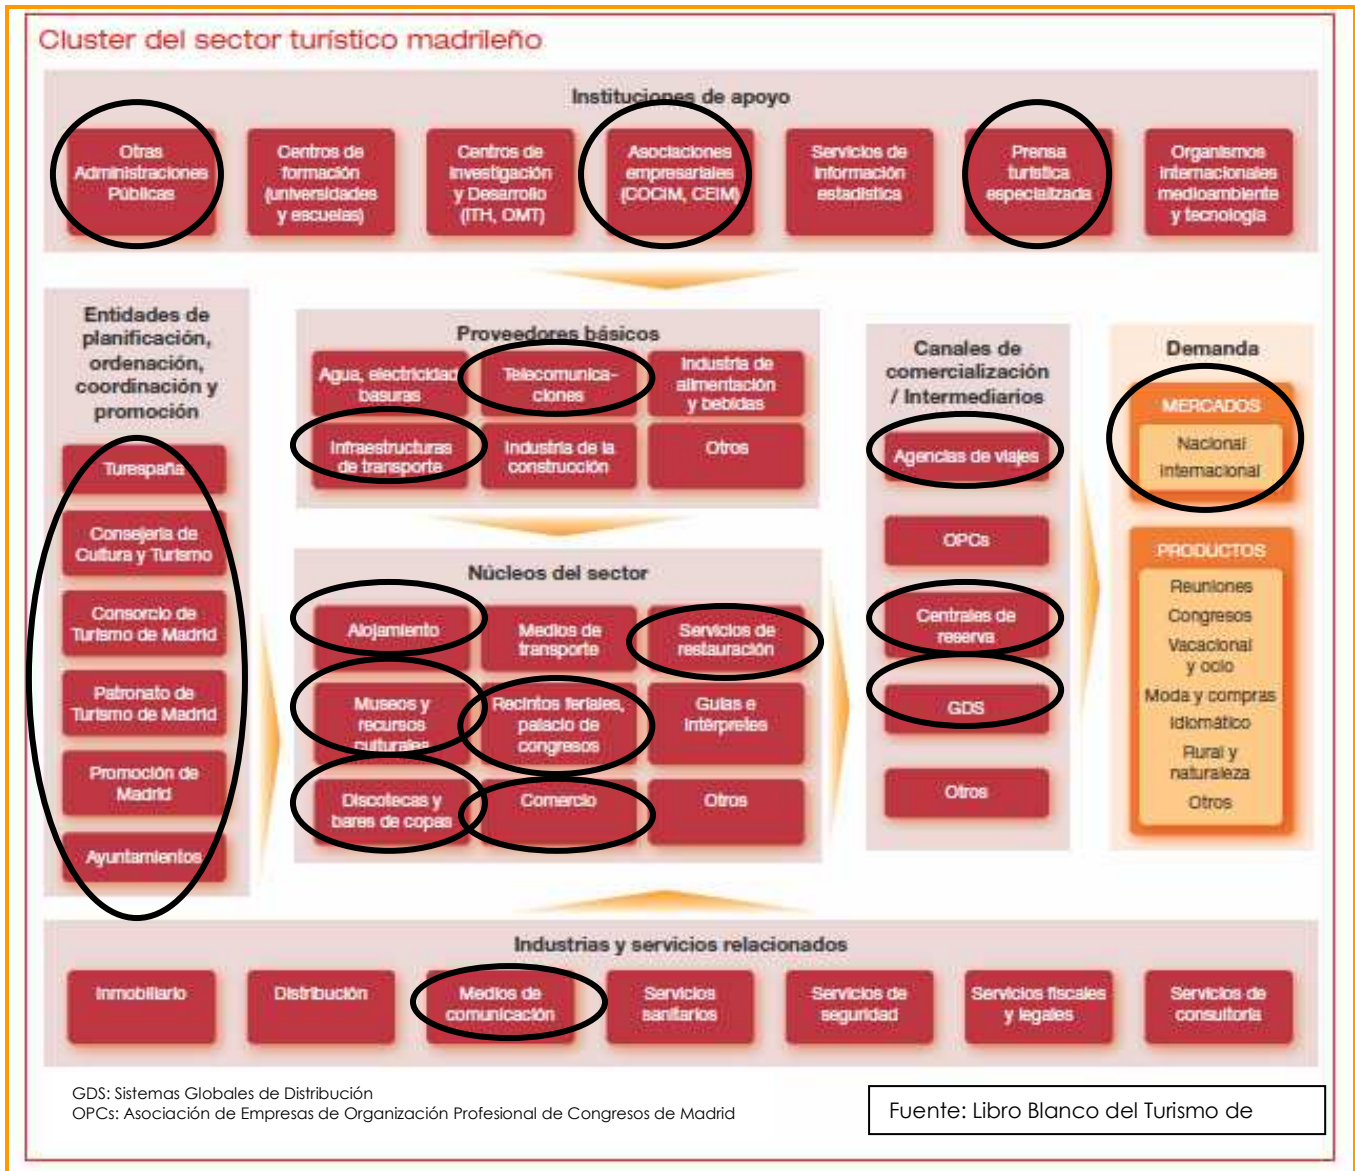 Cluster del sector turístico madrileño
Instituciones de apoyo
Otras
Administraciones
Públicas
Centros de
formación
(universidades
y escuelas)
Centros de
Investigación
y Desarrollo
(ITH, OMT)
Asociaciones
empresariales
(COCIM, CEIM)
Servicios de
información
estadística
Prensa
turística
especializada
Organismos
internacionales
medioambiente
y tecnología
Entidades de
planificación,
ordenación,
coordinación y
promoción
Turespaña
Consejería de
Cultura y Turismo
Consorcio de
Turismo de Madrid
Patronato de
Turismo de Madrid
Promoción de
Madrid
Ayuntamientos
Proveedores básicos
Agua, electricidad
basuras
Telecomunica-
ciones
Industria de
alimentación
y bebidas
Infraestructuras
de transporte
Industria de la
construcción
Otros
Núcleos del sector
Alojamiento
Medios de
transporte
Servicios de
restauración
Museos y
recursos
culturales
Recintos feriales,
palacio de
congresos
Guías e
intérpretes
Discotecas y
bares de copas
Comercio
Otros
Canales de
comercialización
/ Intermediarios
Agencias de viajes
OPCs
Centrales de
reserva
GDS
Otros
Demanda
MERCADOS
Nacional
Internacional
PRODUCTOS
Reuniones
Congresos
Vacacional
y ocio
Moda y compras
Idiomático
Rural y
naturaleza
Otros
Industrias y servicios relacionados
Inmobiliario
Distribución
Medios de
comunicación
Servicios
sanitarios
Servicios de
seguridad
Servicios fiscales
y legales
Servicios de
consultoría
GDS: Sistemas Globales de Distribución
OPCs: Asociación de Empresas de Organización Profesional de Congresos de Madrid
Fuente: Libro Blanco del Turismo de